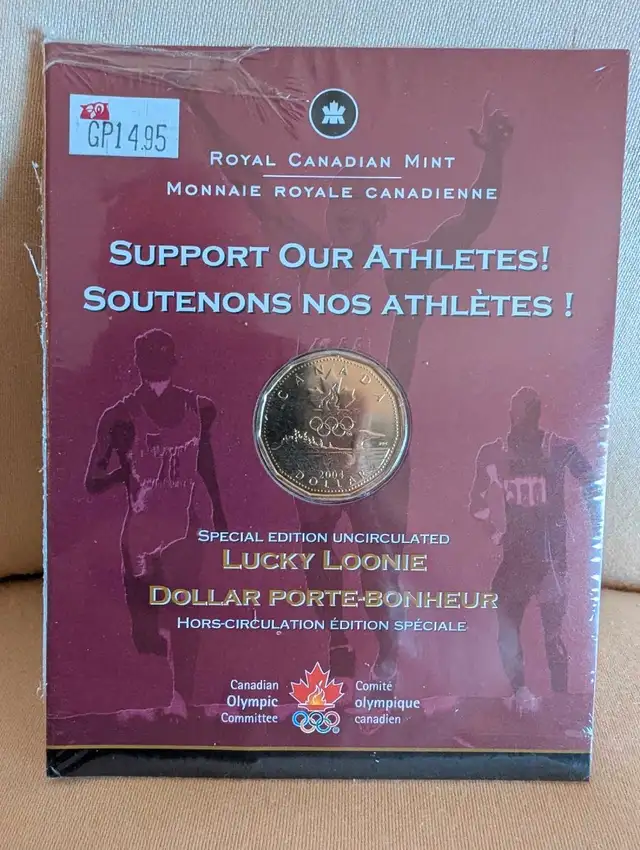 GP14.95
ROYAL CANADIAN MINT
MONNAIE ROYALE CANADIENNE
SUPPORT OUR ATHLETES!
SOUTENONS NOS ATHLÈTES !
CANADA
2004
DOLLAR
SPECIAL EDITION UNCIRCULATED
LUCKY LOONIE
DOLLAR PORTE-BONHEUR
HORS-CIRCULATION ÉDITION SPÉCIALE
Canadian Olympic Committee
Comité olympique canadien